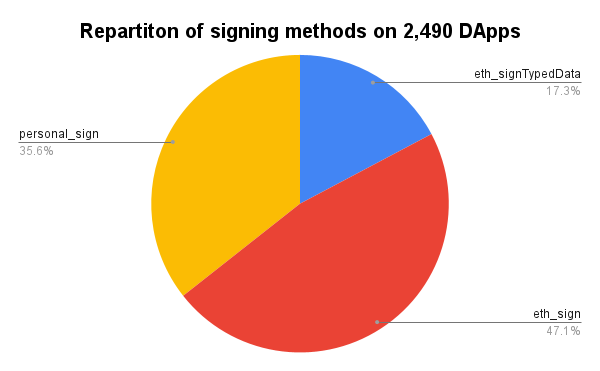 Repartiton of signing methods on 2,490 DApps
eth_signTypedData
17.3%
personal_sign
35.6%
eth_sign
47.1%